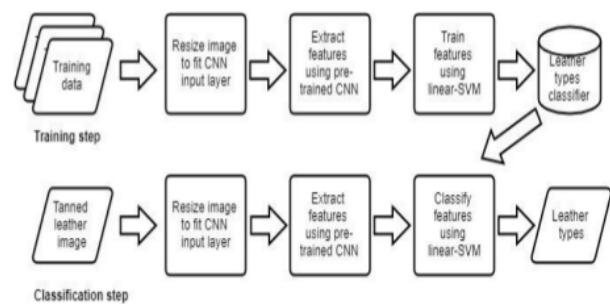 Training
data
Resize image
to fit CNN
input layer
Extract
features
using pre-
trained CNN
Train
features
using
linear-SVM
Leather
types
classifier
Training step
Tanned
leather
image
Resize image
to fit CNN
input layer
Extract
features
using pre-
trained CNN
Classify
features
using
linear-SVM
Leather
types
Classification step